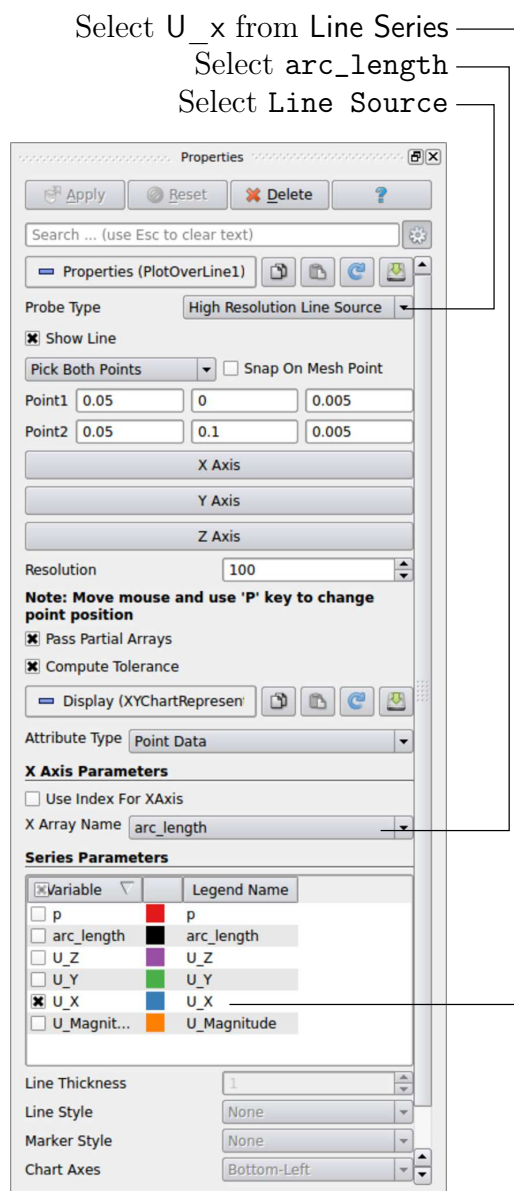 Select U_x from Line Series
Select arc_length
Select Line Source
Properties
Apply Reset Delete ?
Search ... (use Esc to clear text)
Properties (PlotOverLine1)
Probe Type High Resolution Line Source
Show Line
Pick Both Points Snap On Mesh Point
Point1 0.05 0 0.005
Point2 0.05 0.1 0.005
X Axis
Y Axis
Z Axis
Resolution 100
Note: Move mouse and use 'P' key to change
point position
Pass Partial Arrays
Compute Tolerance
Display (XYChartRepresen
Attribute Type Point Data
X Axis Parameters
Use Index For XAxis
X Array Name arc_length
Series Parameters
Variable Legend Name
p p
arc_length arc_length
U_Z U_Z
U_Y U_Y
U_X U_X
U_Magnit... U_Magnitude
Line Thickness 1
Line Style None
Marker Style None
Chart Axes Bottom-Left